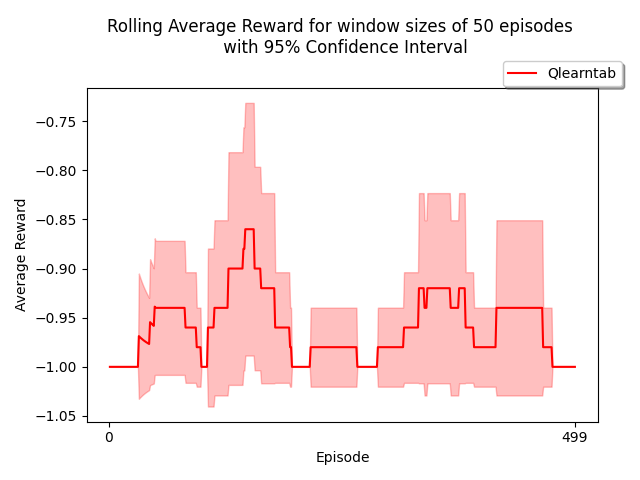 Rolling Average Reward for window sizes of 50 episodes
with 95% Confidence Interval
Qlearntab
−0.75
−0.80
−0.85
−0.90
−0.95
−1.00
−1.05
Average Reward
0
499
Episode